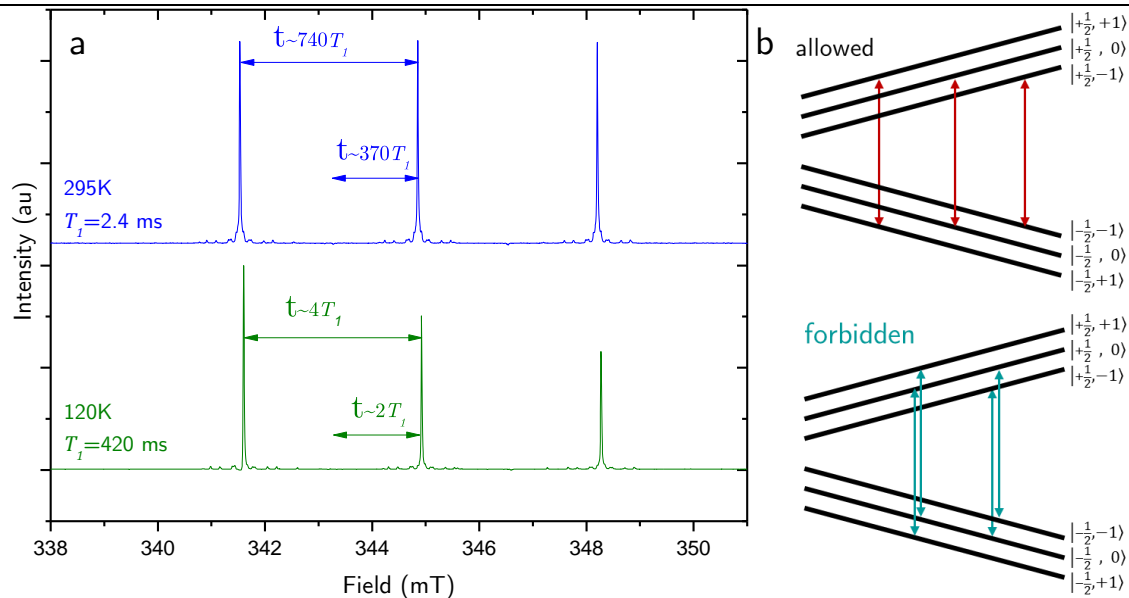 a
t~740T₁
t~370T₁
295K
T₁=2.4 ms
t~4T₁
t~2T₁
120K
T₁=420 ms
Intensity (au)
338 340 342 344 346 348 350
Field (mT)
b
allowed
|+½,+1⟩
|+½ , 0⟩
|+½,−1⟩
|−½,−1⟩
|−½ , 0⟩
|−½,+1⟩
forbidden
|+½,+1⟩
|+½ , 0⟩
|+½,−1⟩
|−½,−1⟩
|−½ , 0⟩
|−½,+1⟩